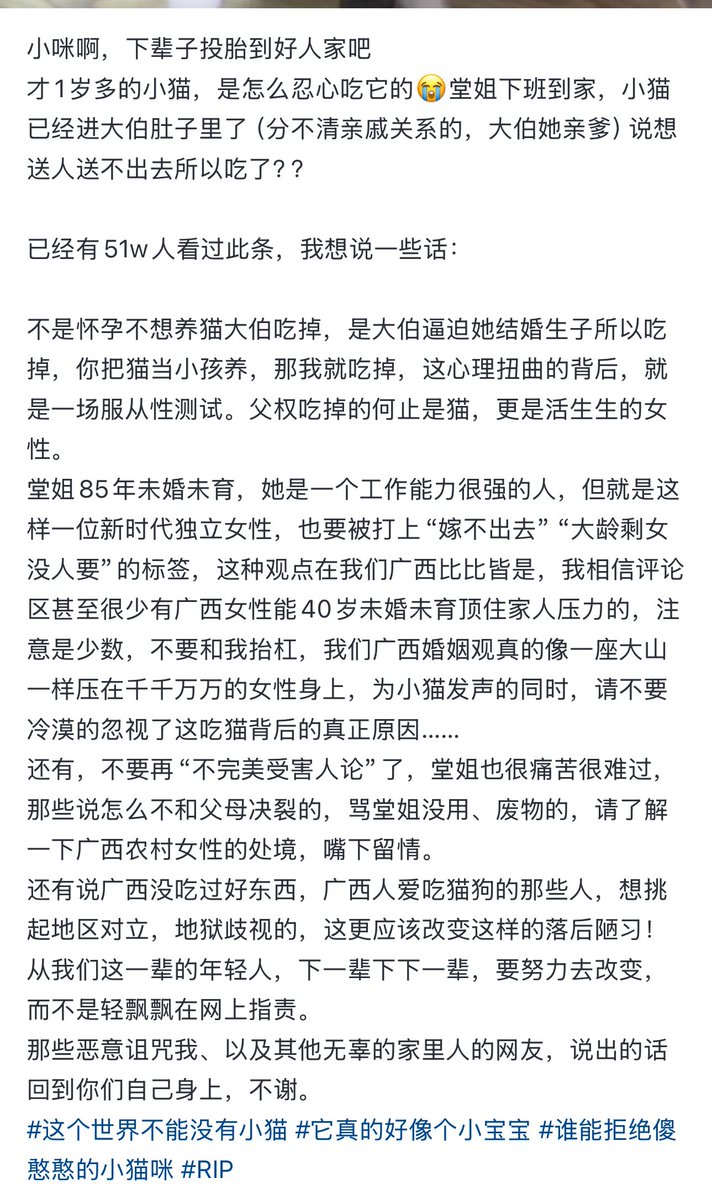 小咪啊，下辈子投胎到好人家吧
才1岁多的小猫，是怎么忍心吃它的😭堂姐下班到家，小猫
已经进大伯肚子里了（分不清亲戚关系的，大伯她亲爹）说想
送人送不出去所以吃了？？
已经有51w人看过此条，我想说一些话：
不是怀孕不想养猫大伯吃掉，是大伯逼迫她结婚生子所以吃
掉，你把猫当小孩养，那我就吃掉，这心理扭曲的背后，就
是一场服从性测试。父权吃掉的何止是猫，更是活生生的女
性。
堂姐85年未婚未育，她是一个工作能力很强的人，但就是这
样一位新时代独立女性，也要被打上“嫁不出去”“大龄剩女
没人要”的标签，这种观点在我们广西比比皆是，我相信评论
区甚至很少有广西女性能40岁未婚未育顶住家人压力的，注
意是少数，不要和我抬杠，我们广西婚姻观真的像一座大山
一样压在千千万万的女性身上，为小猫发声的同时，请不要
冷漠的忽视了这吃猫背后的真正原因......
还有，不要再“不完美受害人论”了，堂姐也很痛苦很难过，
那些说怎么不和父母决裂的，骂堂姐没用、废物的，请了解
一下广西农村女性的处境，嘴下留情。
还有说广西没吃过好东西，广西人爱吃猫狗的那些人，想挑
起地区对立，地狱歧视的，这更应该改变这样的落后陋习！
从我们这一辈的年轻人，下一辈下下一辈，要努力去改变，
而不是轻飘飘在网上指责。
那些恶意诅咒我、以及其他无辜的家里人的网友，说出的话
回到你们自己身上，不谢。
#这个世界不能没有小猫 #它真的好像个小宝宝 #谁能拒绝傻
憨憨的小猫咪 #RIP